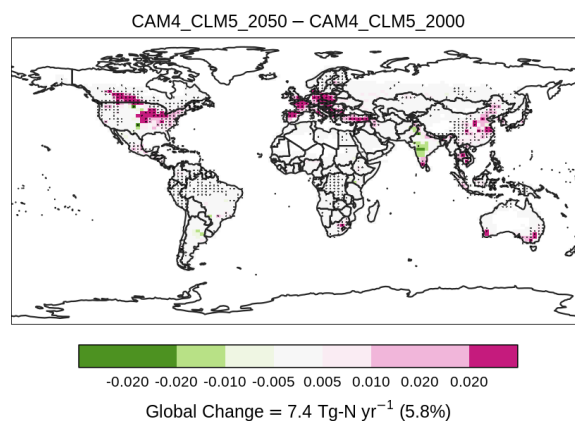 CAM4_CLM5_2050 − CAM4_CLM5_2000
-0.020 -0.020 -0.010 -0.005 0.005 0.010 0.020 0.020
Global Change = 7.4 Tg-N yr⁻¹ (5.8%)